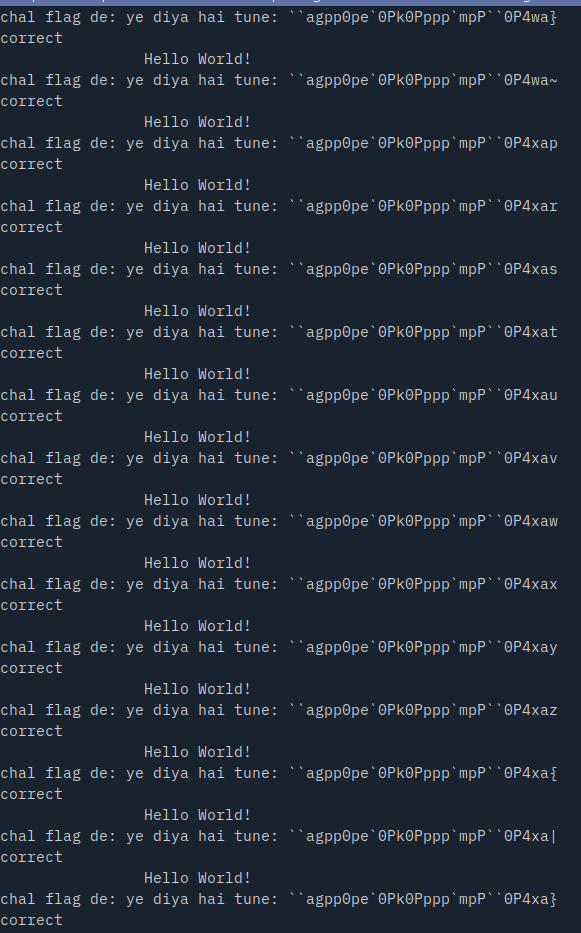 chal flag de: ye diya hai tune: ``agpp0pe`0Pk0Pppp`mpP``0P4wa}
correct
                Hello World!
chal flag de: ye diya hai tune: ``agpp0pe`0Pk0Pppp`mpP``0P4wa~
correct
                Hello World!
chal flag de: ye diya hai tune: ``agpp0pe`0Pk0Pppp`mpP``0P4xap
correct
                Hello World!
chal flag de: ye diya hai tune: ``agpp0pe`0Pk0Pppp`mpP``0P4xar
correct
                Hello World!
chal flag de: ye diya hai tune: ``agpp0pe`0Pk0Pppp`mpP``0P4xas
correct
                Hello World!
chal flag de: ye diya hai tune: ``agpp0pe`0Pk0Pppp`mpP``0P4xat
correct
                Hello World!
chal flag de: ye diya hai tune: ``agpp0pe`0Pk0Pppp`mpP``0P4xau
correct
                Hello World!
chal flag de: ye diya hai tune: ``agpp0pe`0Pk0Pppp`mpP``0P4xav
correct
                Hello World!
chal flag de: ye diya hai tune: ``agpp0pe`0Pk0Pppp`mpP``0P4xaw
correct
                Hello World!
chal flag de: ye diya hai tune: ``agpp0pe`0Pk0Pppp`mpP``0P4xax
correct
                Hello World!
chal flag de: ye diya hai tune: ``agpp0pe`0Pk0Pppp`mpP``0P4xay
correct
                Hello World!
chal flag de: ye diya hai tune: ``agpp0pe`0Pk0Pppp`mpP``0P4xaz
correct
                Hello World!
chal flag de: ye diya hai tune: ``agpp0pe`0Pk0Pppp`mpP``0P4xa{
correct
                Hello World!
chal flag de: ye diya hai tune: ``agpp0pe`0Pk0Pppp`mpP``0P4xa|
correct
                Hello World!
chal flag de: ye diya hai tune: ``agpp0pe`0Pk0Pppp`mpP``0P4xa}
correct